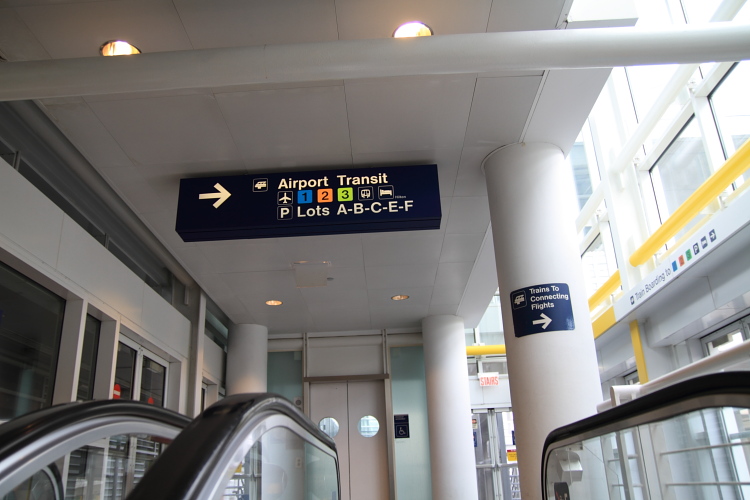 Airport Transit
1 2 3
P Lots A-B-C-E-F
Trains To
Connecting
Flights
Train Boarding to
STAIRS